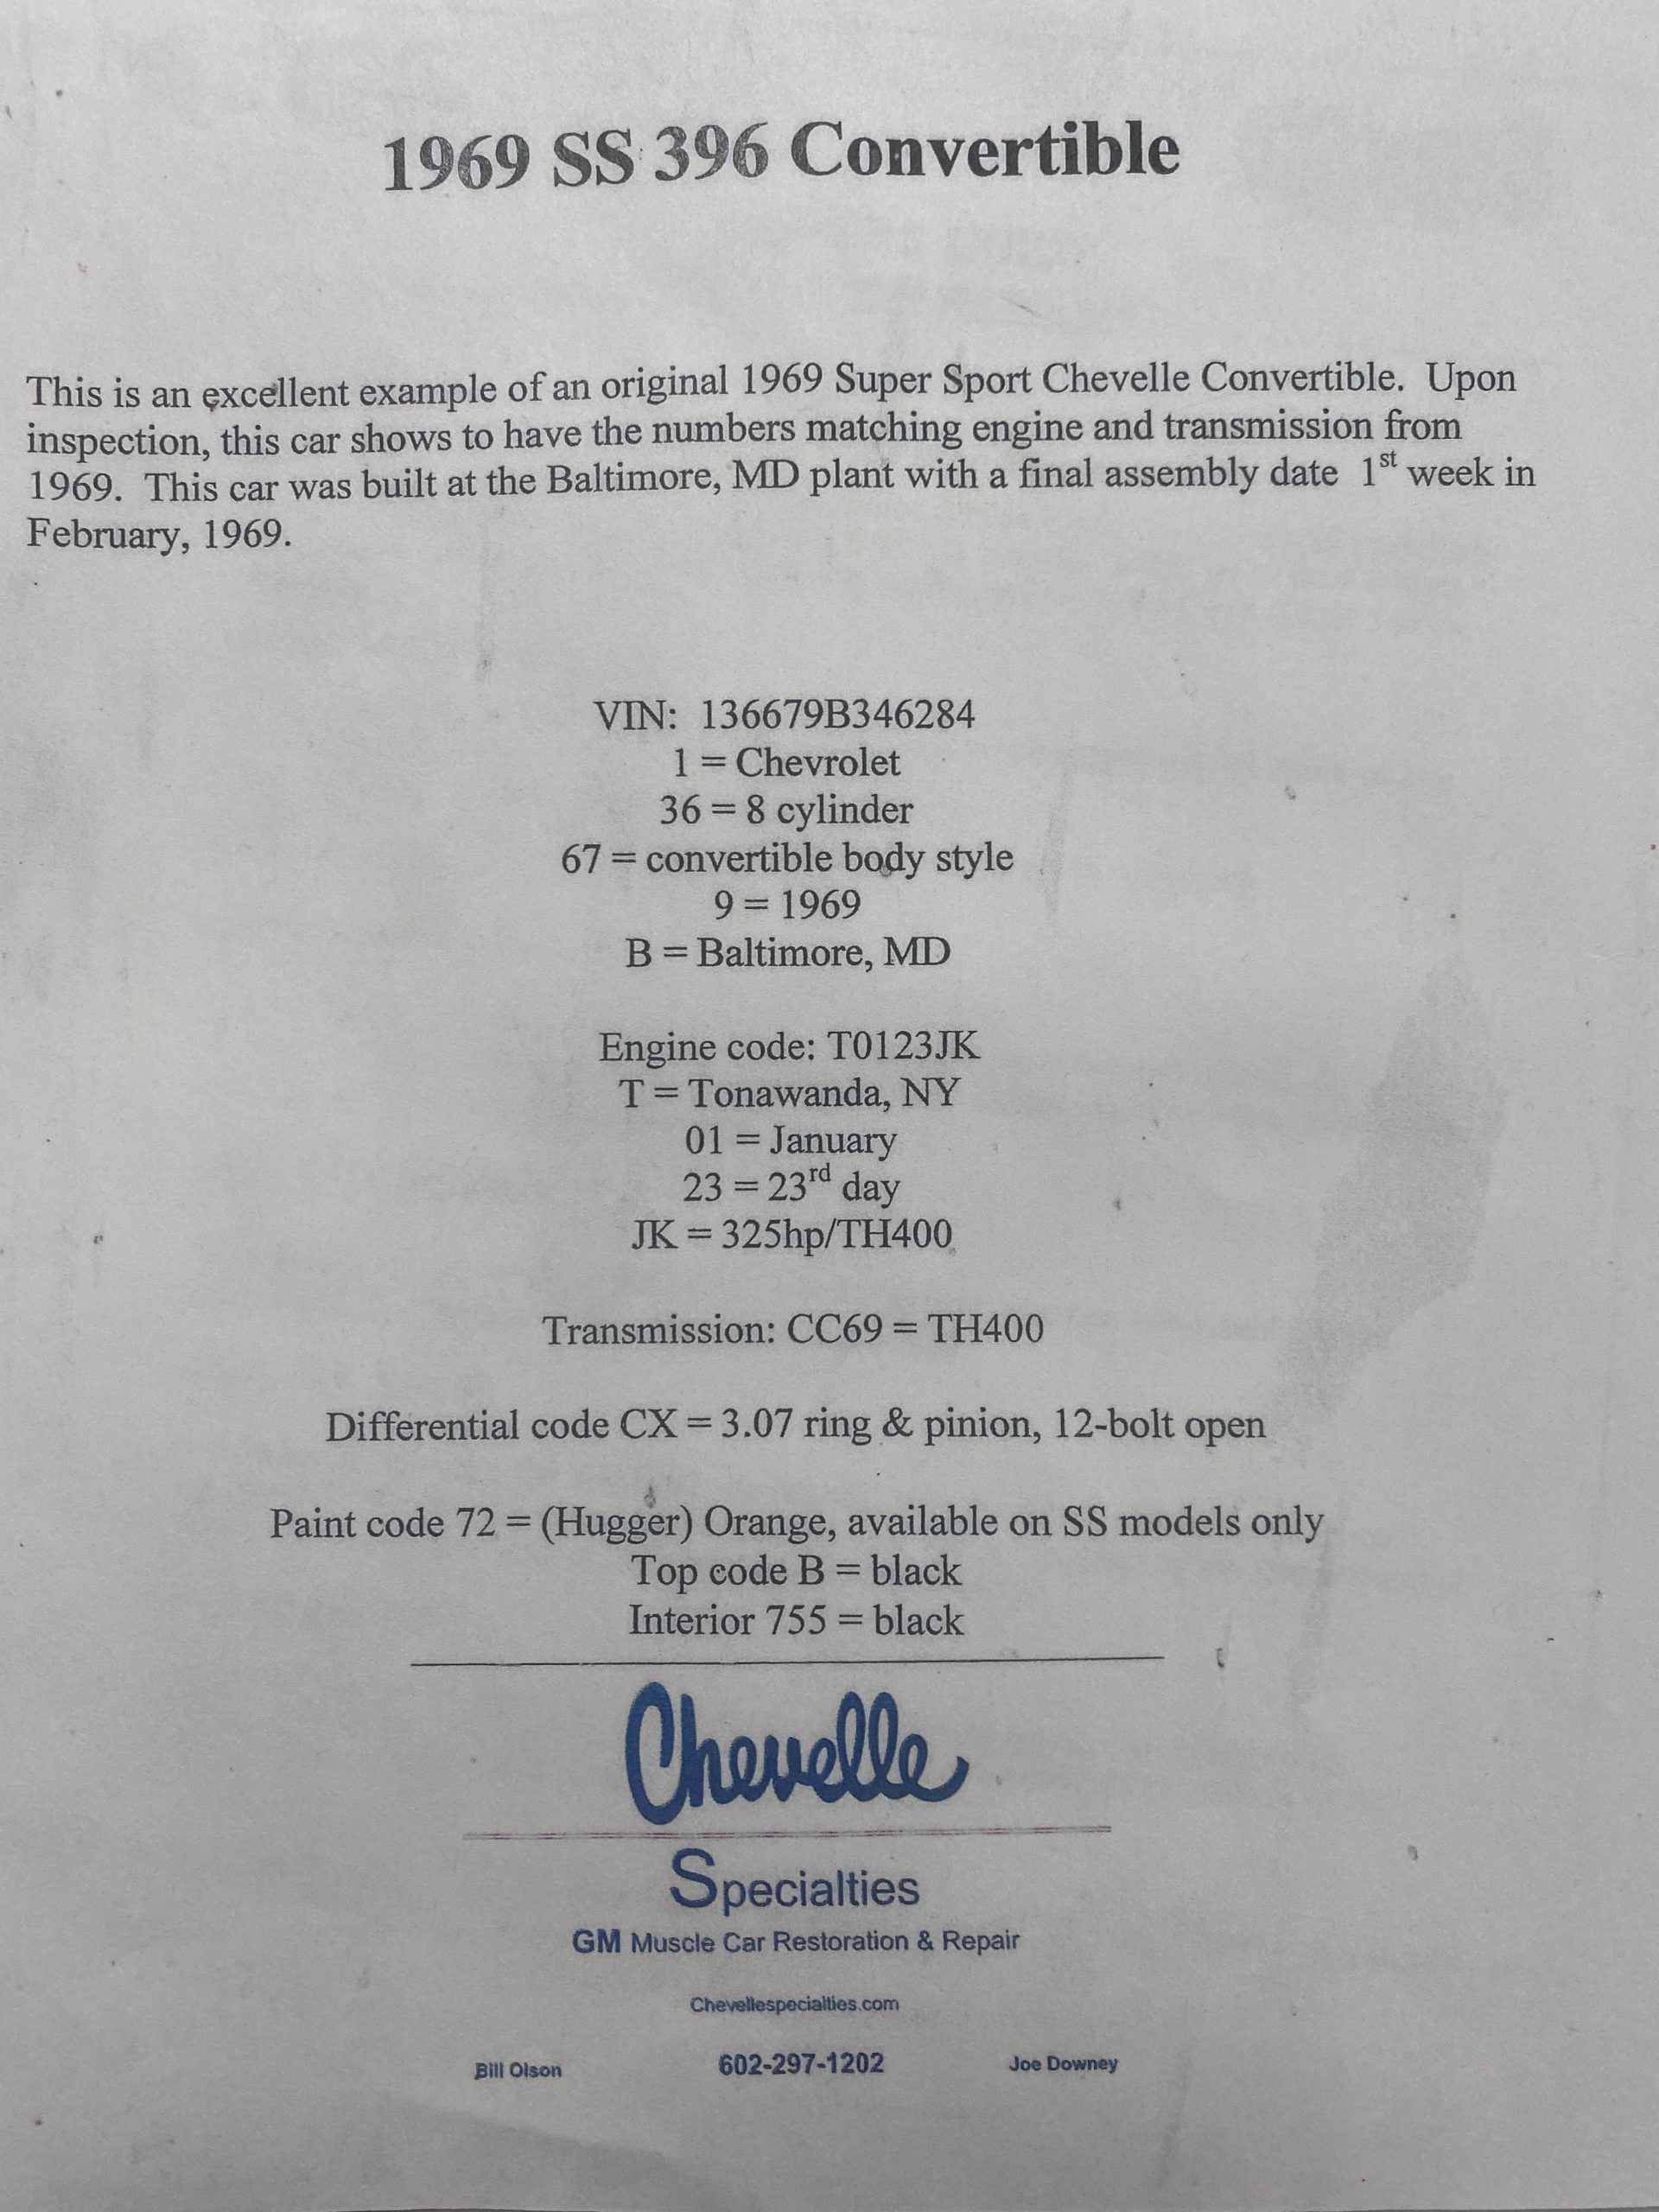 1969 SS 396 Convertible
This is an excellent example of an original 1969 Super Sport Chevelle Convertible. Upon
inspection, this car shows to have the numbers matching engine and transmission from
1969. This car was built at the Baltimore, MD plant with a final assembly date 1st week in
February, 1969.
VIN: 136679B346284
1 = Chevrolet
36 = 8 cylinder
67 = convertible body style
9 = 1969
B = Baltimore, MD
Engine code: T0123JK
T = Tonawanda, NY
01 = January
23 = 23rd day
JK = 325hp/TH400
Transmission: CC69 = TH400
Differential code CX = 3.07 ring & pinion, 12-bolt open
Paint code 72 = (Hugger) Orange, available on SS models only
Top code B = black
Interior 755 = black
Chevelle
Specialties
GM Muscle Car Restoration & Repair
Chevellespecialties.com
Bill Olson 602-297-1202 Joe Downey